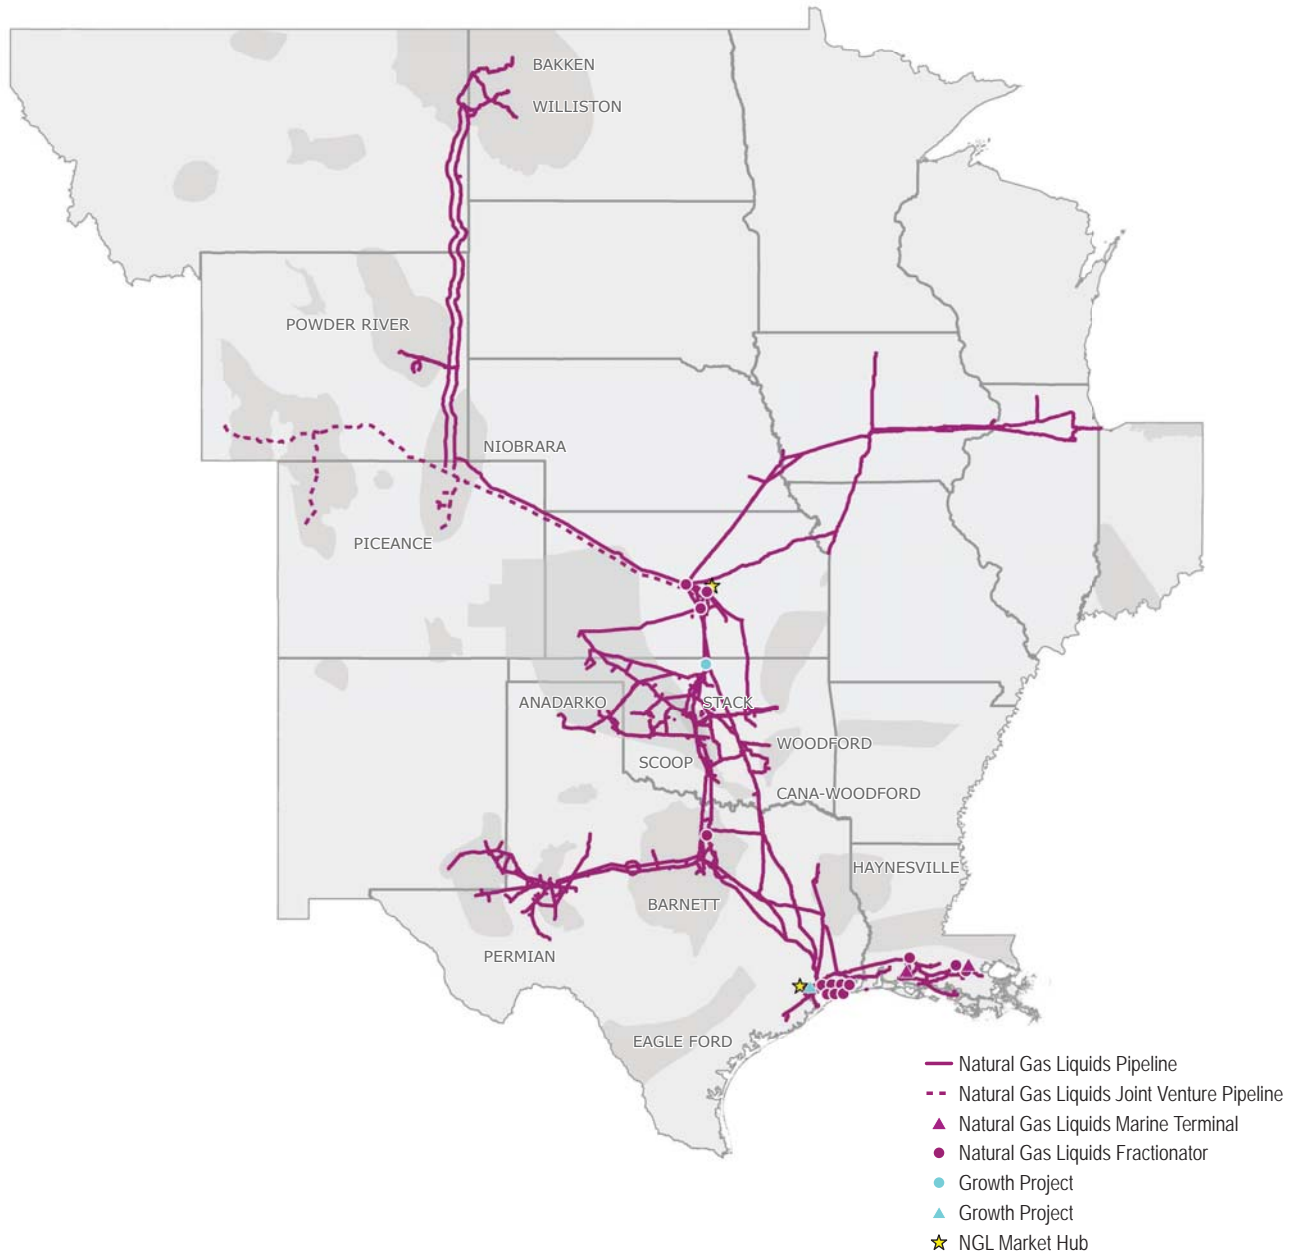 BAKKEN
WILLISTON
POWDER RIVER
NIOBRARA
PICEANCE
ANADARKO
STACK
WOODFORD
SCOOP
CANA-WOODFORD
HAYNESVILLE
BARNETT
PERMIAN
EAGLE FORD
Natural Gas Liquids Pipeline
Natural Gas Liquids Joint Venture Pipeline
Natural Gas Liquids Marine Terminal
Natural Gas Liquids Fractionator
Growth Project
Growth Project
NGL Market Hub